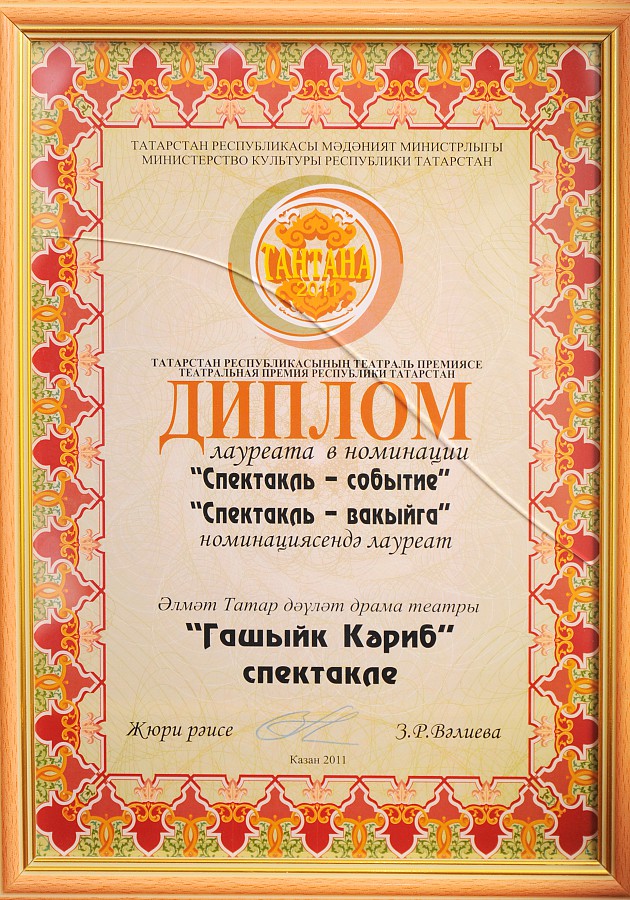 ТАТАРСТАН РЕСПУБЛИКАСЫ МӘДӘНИЯТ МИНИСТРЛЫГЫ
МИНИСТЕРСТВО КУЛЬТУРЫ РЕСПУБЛИКИ ТАТАРСТАН
ТАНТАНА
2011
ТАТАРСТАН РЕСПУБЛИКАСЫНЫҢ ТЕАТРАЛЬ ПРЕМИЯСЕ
ТЕАТРАЛЬНАЯ ПРЕМИЯ РЕСПУБЛИКИ ТАТАРСТАН
ДИПЛОМ
лауреата в номинации
"Спектакль – событие"
"Спектакль – вакыйга"
номинациясендә лауреат
Әлмәт Татар дәүләт драма театры
"Гашыйк Кәриб"
спектакле
Жюри рәисе З.Р.Вәлиева
Казан 2011